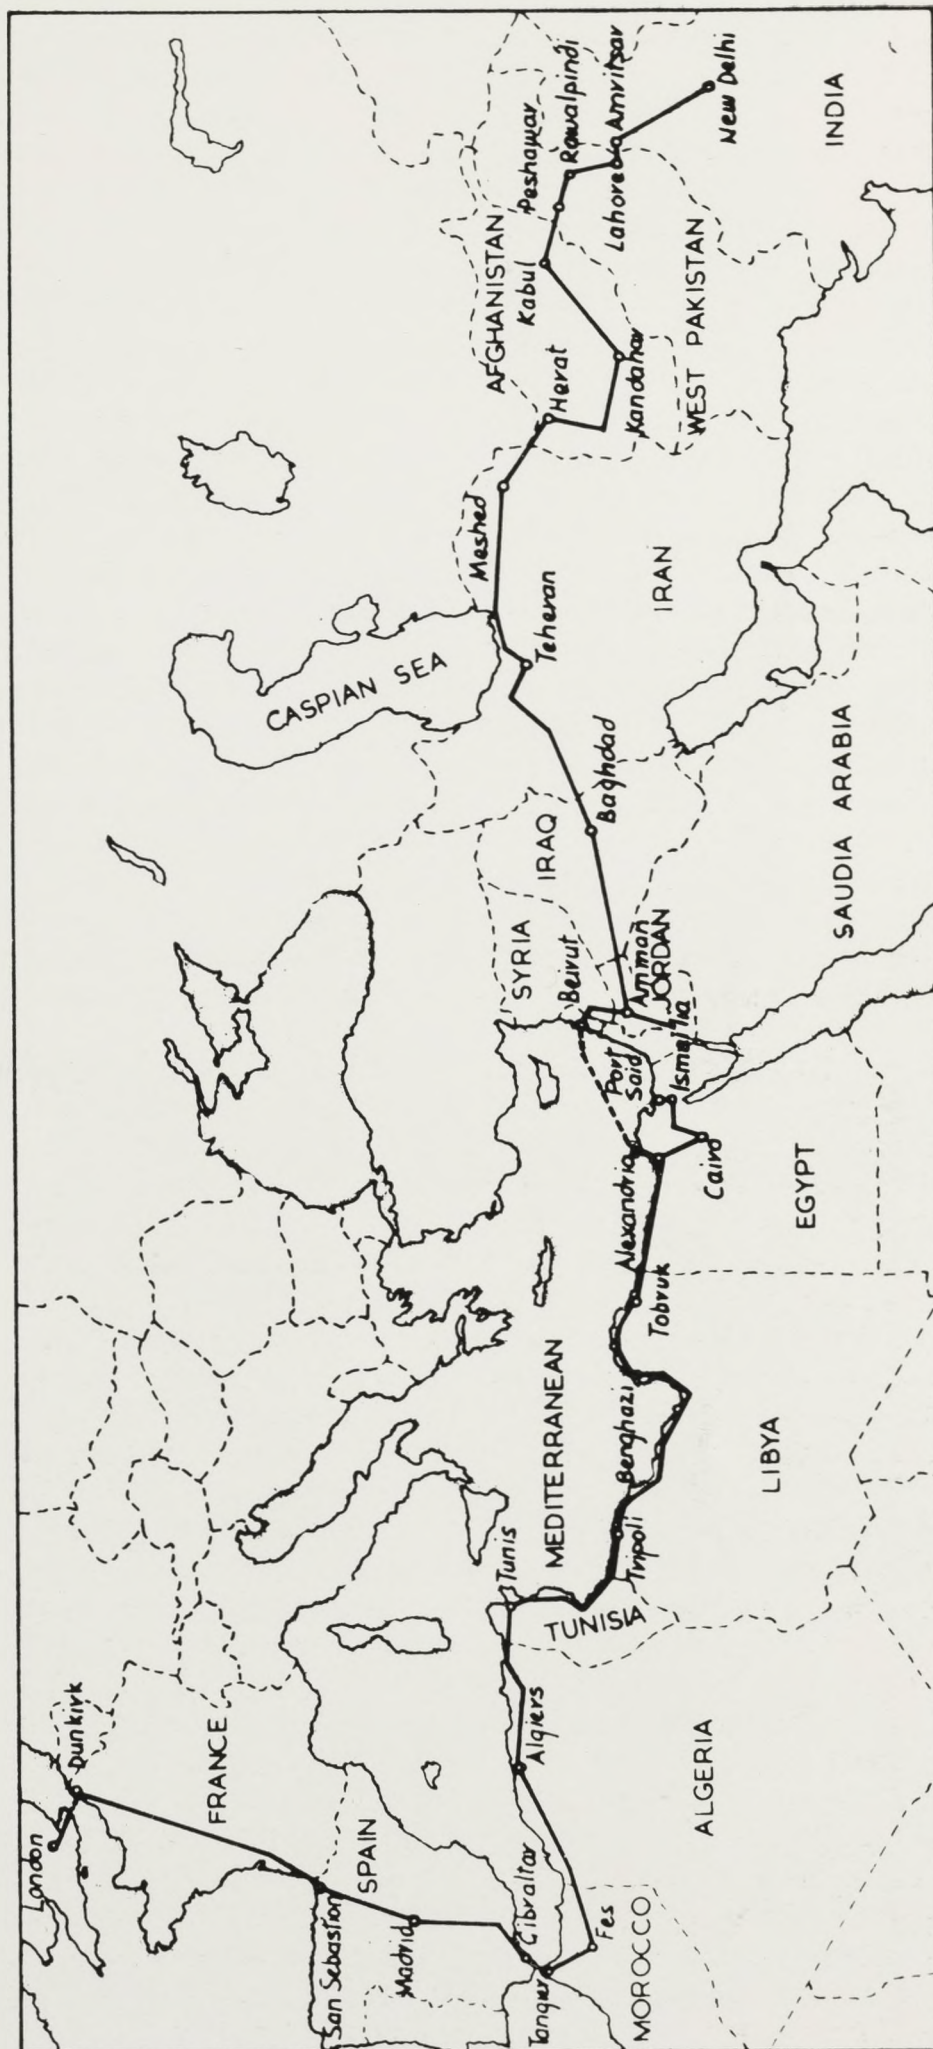 London
Dunkirk
FRANCE
San Sebastion
SPAIN
Madrid
Gibraltar
Tangier
Fes
MOROCCO
Algiers
ALGERIA
Tunis
TUNISIA
MEDITERRANEAN
Tripoli
Benghazi
LIBYA
Tobruk
Alexandria
EGYPT
Cairo
Port
Said
Ismailia
Beirut
SYRIA
Amman
JORDAN
IRAQ
Baghdad
SAUDIA ARABIA
CASPIAN SEA
Teheran
IRAN
Meshed
Herat
AFGHANISTAN
Kandahar
Kabul
WEST PAKISTAN
Peshawar
Rawalpindi
Lahore
Amritsar
New Delhi
INDIA